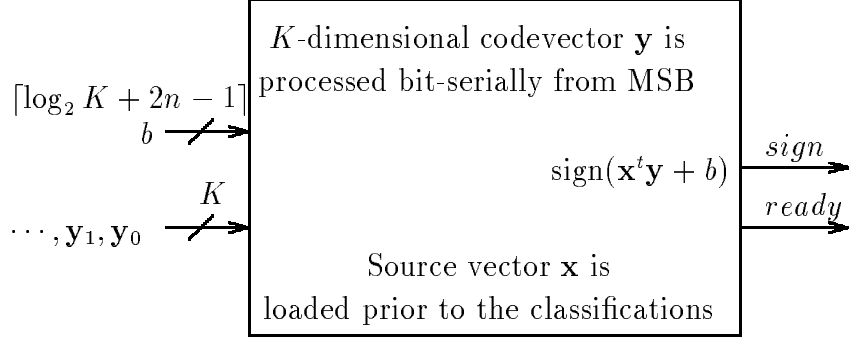 K-dimensional codevector y is
processed bit-serially from MSB
⌈log₂ K + 2n − 1⌉
b
sign(xᵗy + b)
sign
K
ready
⋯, y₁, y₀
Source vector x is
loaded prior to the classifications